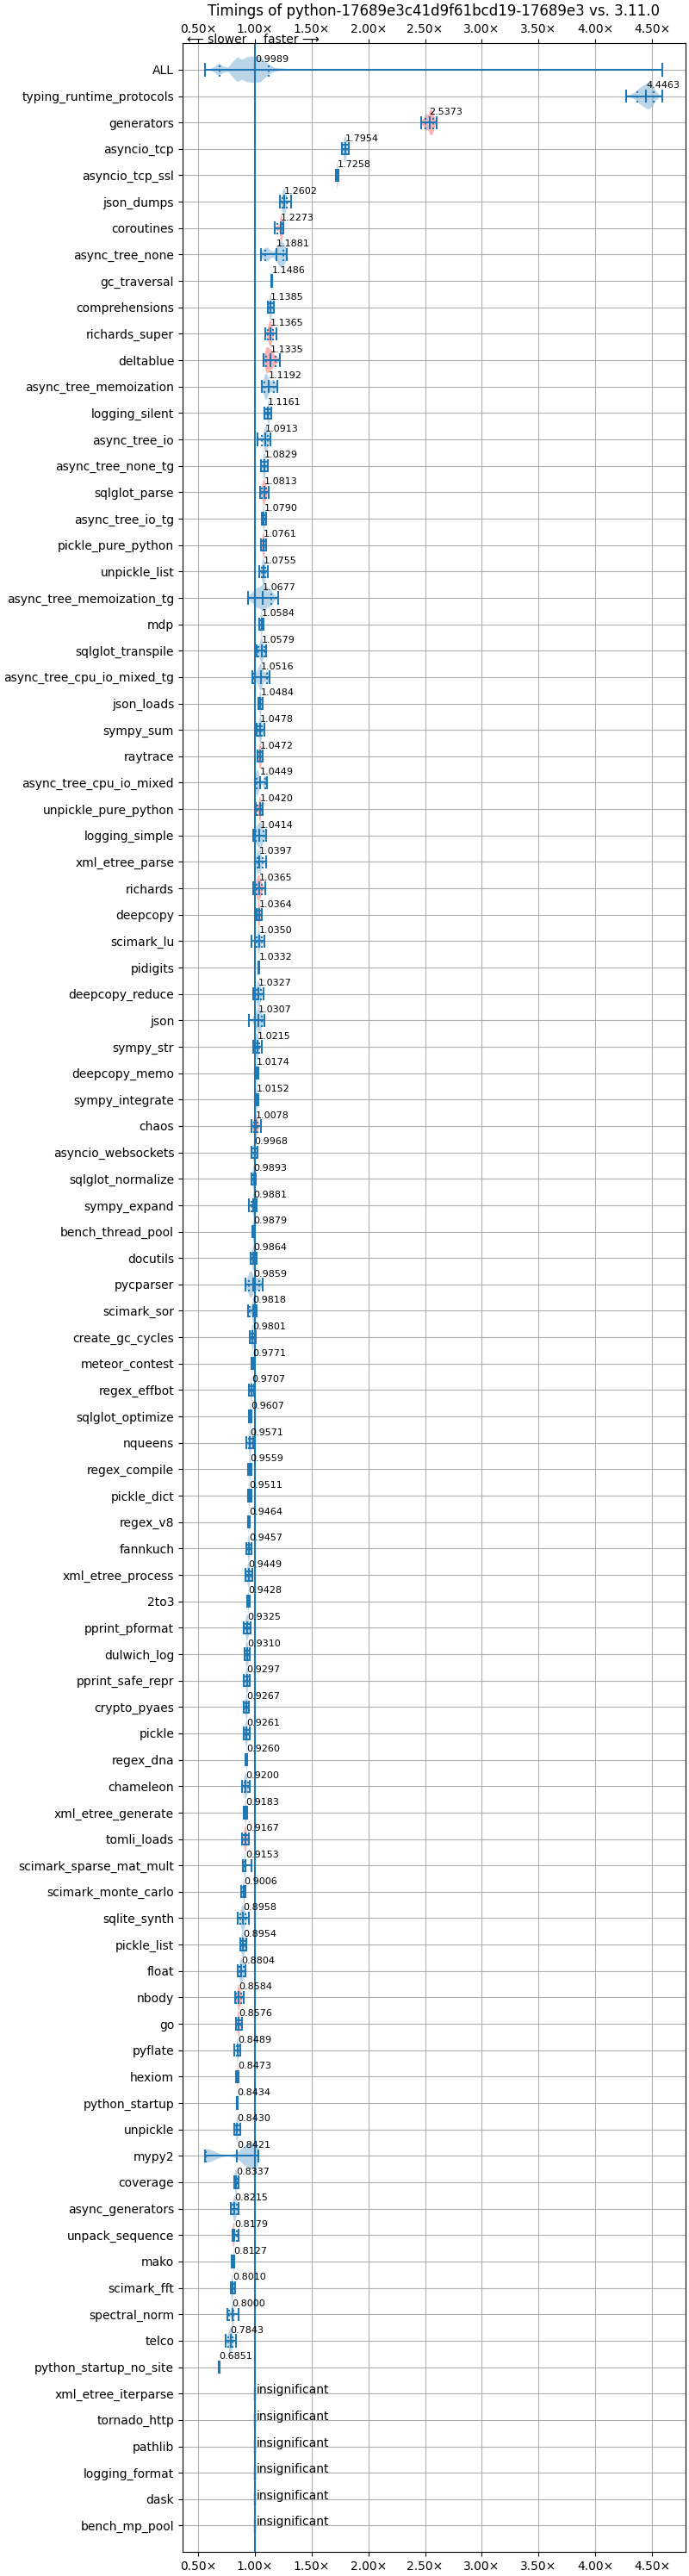 Timings of python-17689e3c41d9f61bcd19-17689e3 vs. 3.11.0
0.50× 1.00× 1.50× 2.00× 2.50× 3.00× 3.50× 4.00× 4.50×
⟵ slower faster ⟶
ALL 0.9989
typing_runtime_protocols 4.4463
generators 2.5373
asyncio_tcp 1.7954
asyncio_tcp_ssl 1.7258
json_dumps 1.2602
coroutines 1.2273
async_tree_none 1.1881
gc_traversal 1.1486
comprehensions 1.1385
richards_super 1.1365
deltablue 1.1335
async_tree_memoization 1.1192
logging_silent 1.1161
async_tree_io 1.0913
async_tree_none_tg 1.0829
sqlglot_parse 1.0813
async_tree_io_tg 1.0790
pickle_pure_python 1.0761
unpickle_list 1.0755
async_tree_memoization_tg 1.0677
mdp 1.0584
sqlglot_transpile 1.0579
async_tree_cpu_io_mixed_tg 1.0516
json_loads 1.0484
sympy_sum 1.0478
raytrace 1.0472
async_tree_cpu_io_mixed 1.0449
unpickle_pure_python 1.0420
logging_simple 1.0414
xml_etree_parse 1.0397
richards 1.0365
deepcopy 1.0364
scimark_lu 1.0350
pidigits 1.0332
deepcopy_reduce 1.0327
json 1.0307
sympy_str 1.0215
deepcopy_memo 1.0174
sympy_integrate 1.0152
chaos 1.0078
asyncio_websockets 0.9968
sqlglot_normalize 0.9893
sympy_expand 0.9881
bench_thread_pool 0.9879
docutils 0.9864
pycparser 0.9859
scimark_sor 0.9818
create_gc_cycles 0.9801
meteor_contest 0.9771
regex_effbot 0.9707
sqlglot_optimize 0.9607
nqueens 0.9571
regex_compile 0.9559
pickle_dict 0.9511
regex_v8 0.9464
fannkuch 0.9457
xml_etree_process 0.9449
2to3 0.9428
pprint_pformat 0.9325
dulwich_log 0.9310
pprint_safe_repr 0.9297
crypto_pyaes 0.9267
pickle 0.9261
regex_dna 0.9260
chameleon 0.9200
xml_etree_generate 0.9183
tomli_loads 0.9167
scimark_sparse_mat_mult 0.9153
scimark_monte_carlo 0.9006
sqlite_synth 0.8958
pickle_list 0.8954
float 0.8804
nbody 0.8584
go 0.8576
pyflate 0.8489
hexiom 0.8473
python_startup 0.8434
unpickle 0.8430
mypy2 0.8421
coverage 0.8337
async_generators 0.8215
unpack_sequence 0.8179
mako 0.8127
scimark_fft 0.8010
spectral_norm 0.8000
telco 0.7843
python_startup_no_site 0.6851
xml_etree_iterparse insignificant
tornado_http insignificant
pathlib insignificant
logging_format insignificant
dask insignificant
bench_mp_pool insignificant
0.50× 1.00× 1.50× 2.00× 2.50× 3.00× 3.50× 4.00× 4.50×